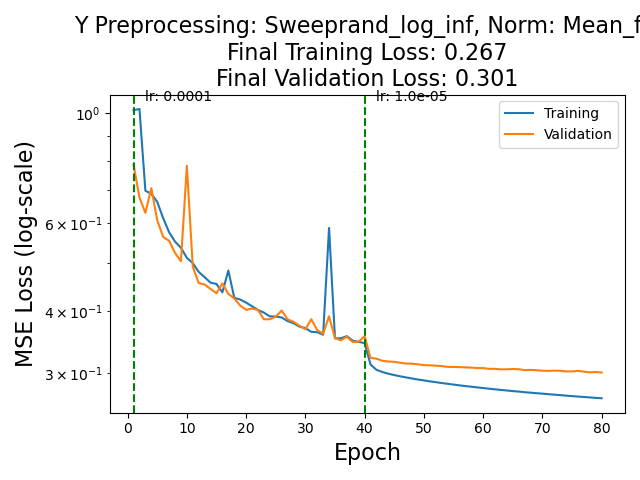 Y Preprocessing: Sweeprand_log_inf, Norm: Mean_f
Final Training Loss: 0.267
Final Validation Loss: 0.301
lr: 0.0001
lr: 1.0e-05
Training
Validation
10⁰
6 × 10⁻¹
4 × 10⁻¹
3 × 10⁻¹
MSE Loss (log-scale)
0 10 20 30 40 50 60 70 80
Epoch